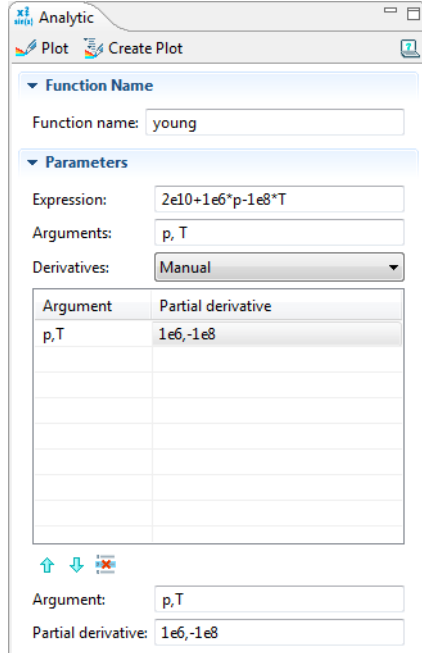 Analytic
Plot Create Plot
Function Name
Function name: young
Parameters
Expression: 2e10+1e6*p-1e8*T
Arguments: p, T
Derivatives: Manual
Argument Partial derivative
p,T 1e6,-1e8
Argument: p,T
Partial derivative: 1e6,-1e8